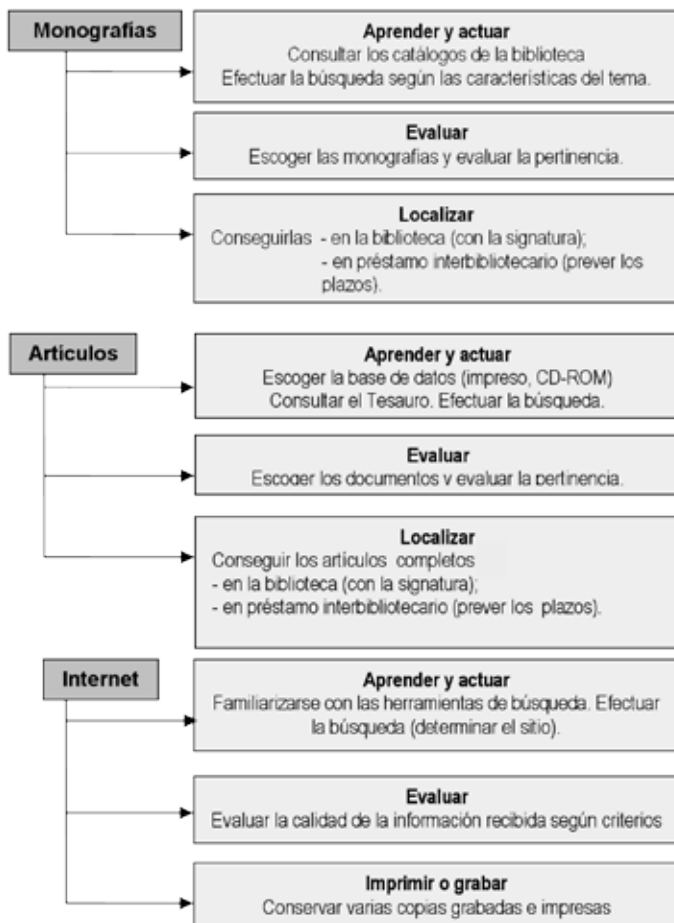 Monografías
Aprender y actuar
Consultar los catálogos de la biblioteca
Efectuar la búsqueda según las características del tema.
Evaluar
Escoger las monografías y evaluar la pertinencia.
Localizar
Conseguirlas - en la biblioteca (con la signatura);
- en préstamo interbibliotecario (prever los
plazos).
Artículos
Aprender y actuar
Escoger la base de datos (impreso, CD-ROM)
Consultar el Tesauro. Efectuar la búsqueda.
Evaluar
Escoger los documentos y evaluar la pertinencia.
Localizar
Conseguir los artículos completos
- en la biblioteca (con la signatura);
- en préstamo interbibliotecario (prever los plazos).
Internet
Aprender y actuar
Familiarizarse con las herramientas de búsqueda. Efectuar
la búsqueda (determinar el sitio).
Evaluar
Evaluar la calidad de la información recibida según criterios
Imprimir o grabar
Conservar varias copias grabadas e impresas